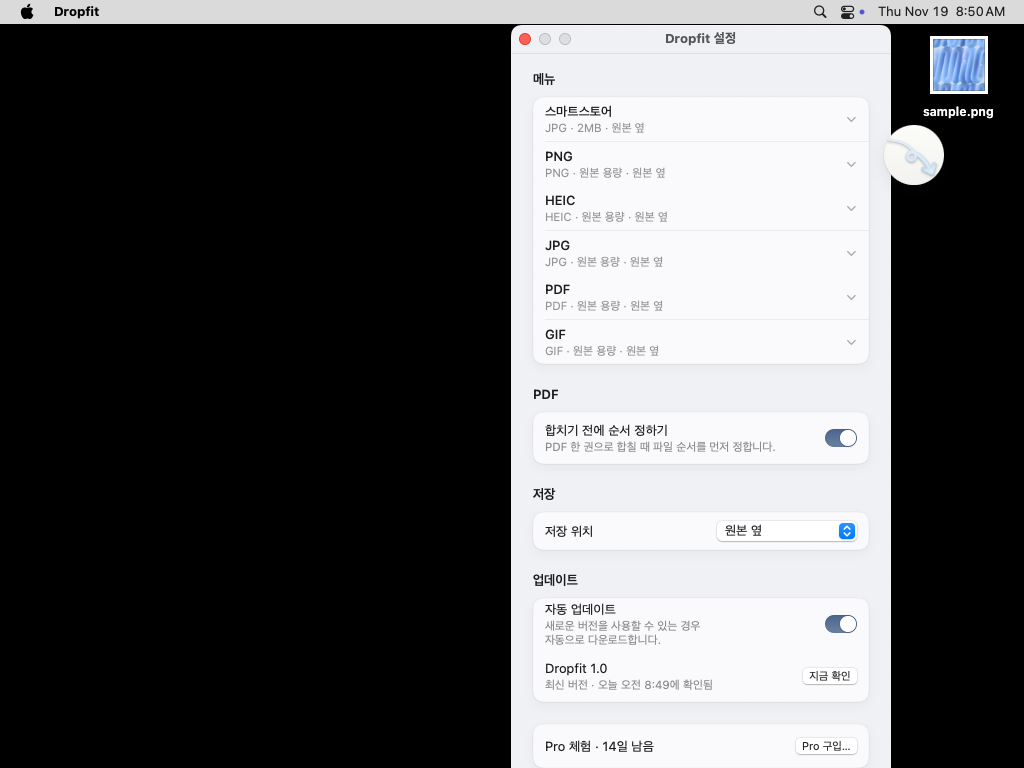 Dropfit
Thu Nov 19 8:50 AM
Dropfit 설정
sample.png
메뉴
스마트스토어
JPG · 2MB · 원본 옆
PNG
PNG · 원본 용량 · 원본 옆
HEIC
HEIC · 원본 용량 · 원본 옆
JPG
JPG · 원본 용량 · 원본 옆
PDF
PDF · 원본 용량 · 원본 옆
GIF
GIF · 원본 용량 · 원본 옆
PDF
합치기 전에 순서 정하기
PDF 한 권으로 합칠 때 파일 순서를 먼저 정합니다.
저장
저장 위치 원본 옆
업데이트
자동 업데이트
새로운 버전을 사용할 수 있는 경우
자동으로 다운로드합니다.
Dropfit 1.0
최신 버전 · 오늘 오전 8:49에 확인됨
지금 확인
Pro 체험 · 14일 남음 Pro 구입...